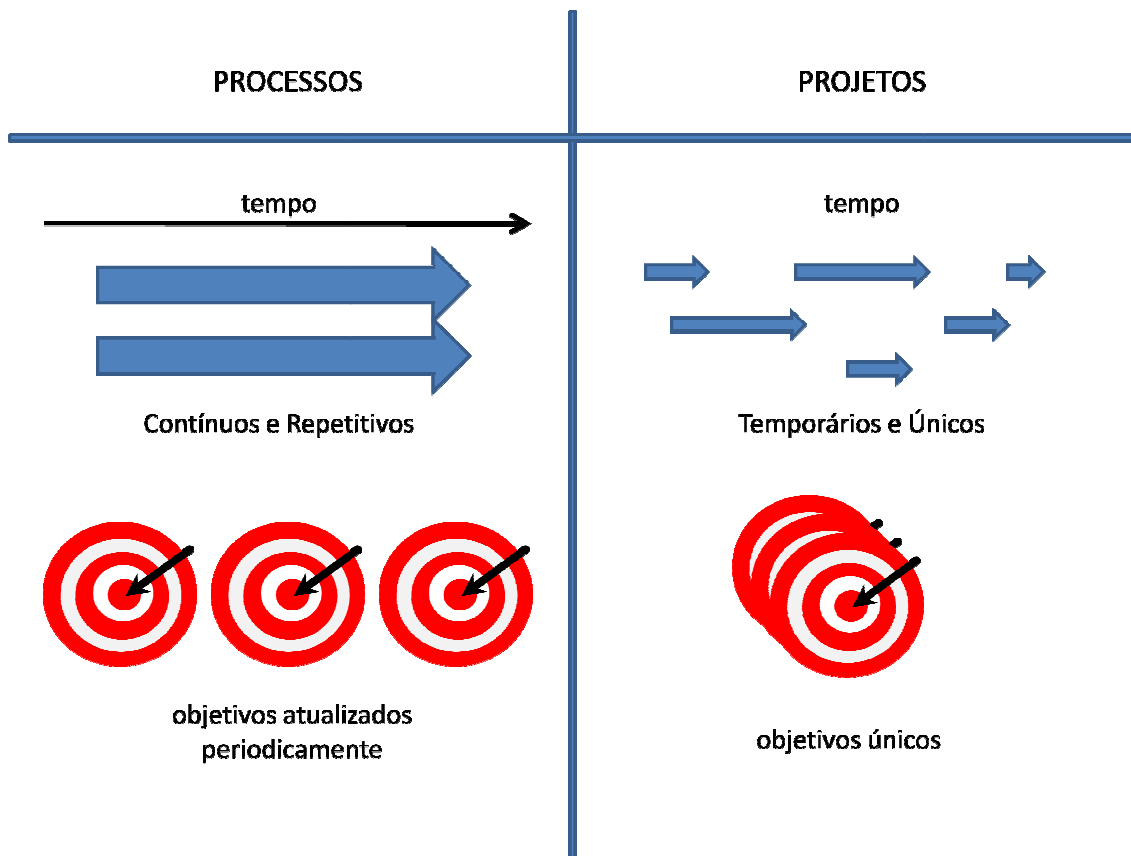 PROCESSOS
PROJETOS
tempo
tempo
Contínuos e Repetitivos
Temporários e Únicos
objetivos atualizados
periodicamente
objetivos únicos